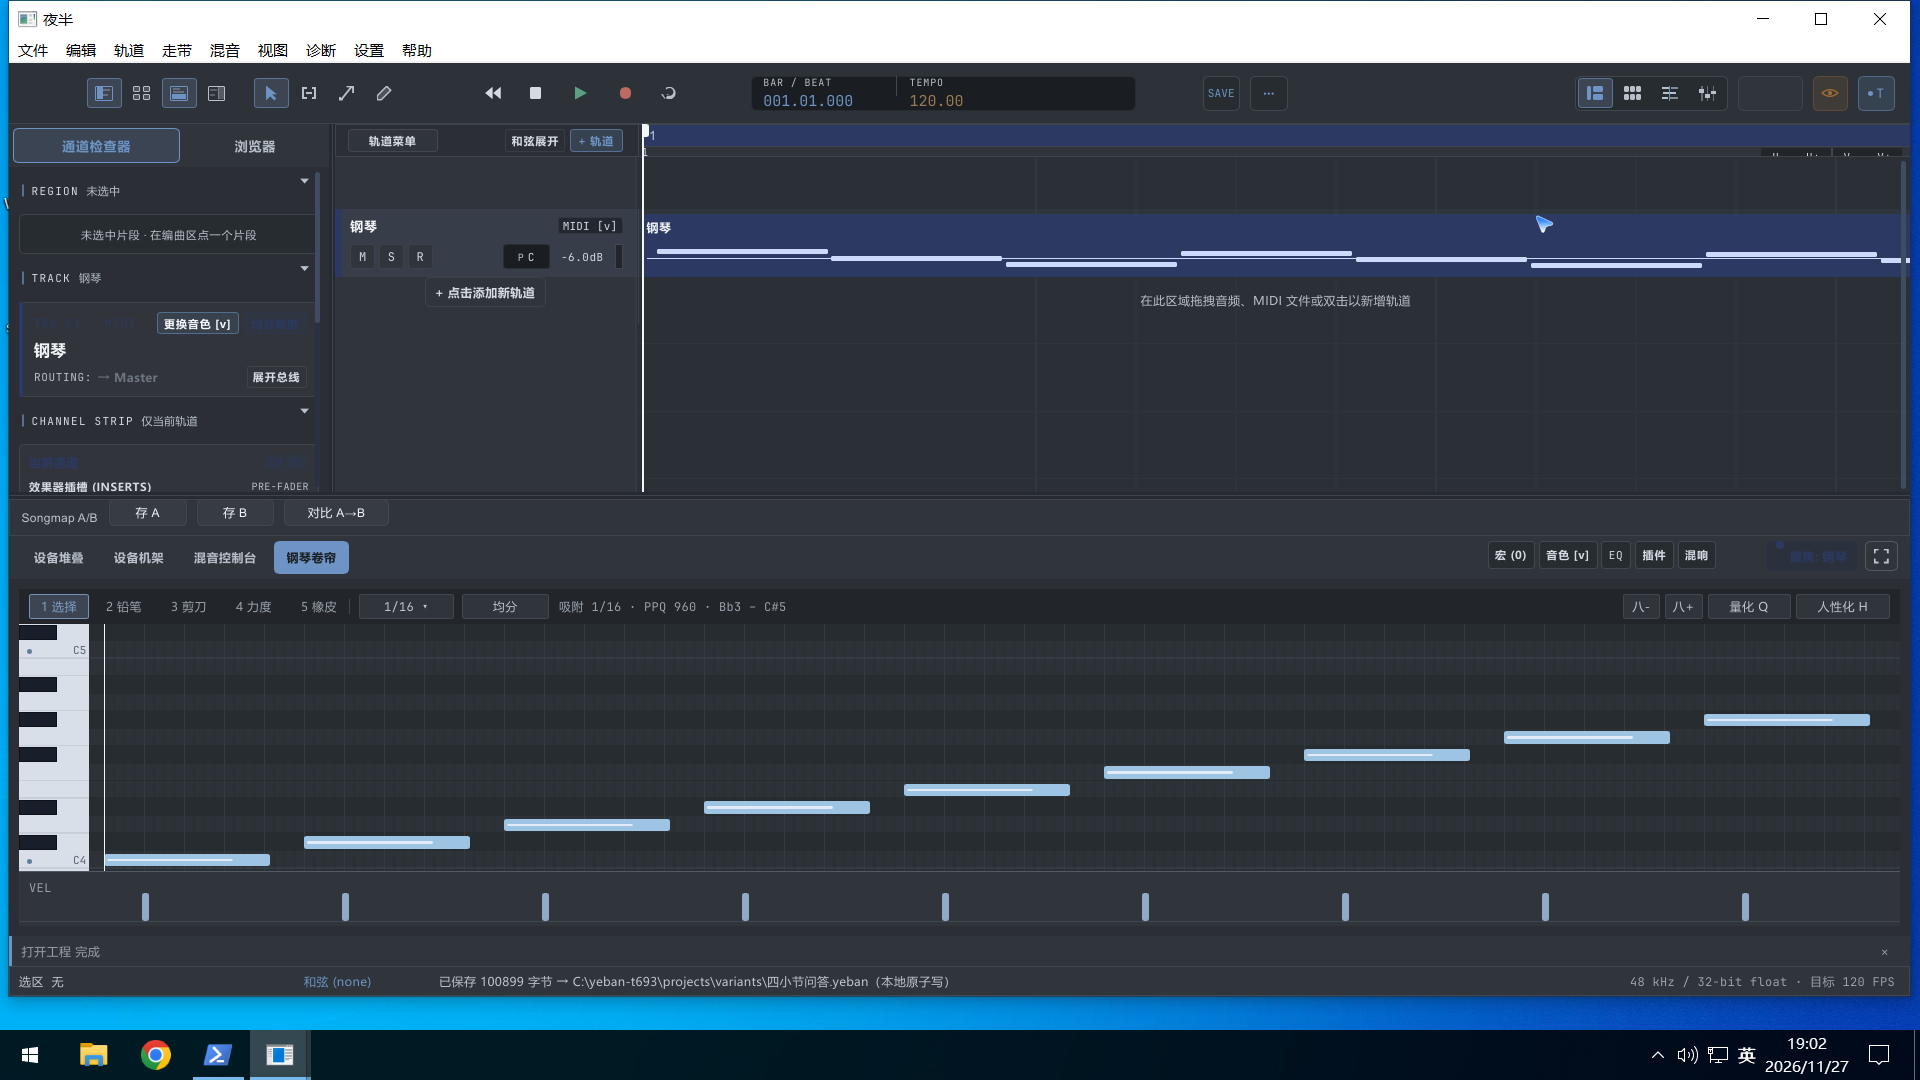 夜半
文件 编辑 轨道 走带 混音 视图 诊断 设置 帮助
BAR / BEAT
001.01.000
TEMPO
120.00
SAVE
...
• T
通道检查器
浏览器
轨道菜单
和弦展开
+ 轨道
1
1
REGION 未选中
未选中片段 · 在编曲区点一个片段
TRACK 钢琴
更换音色 [v]
钢琴
ROUTING: → Master
展开总线
CHANNEL STRIP 仅当前轨道
效果器插槽 (INSERTS)
PRE-FADER
钢琴
MIDI [v]
M S R
P C
-6.0dB
+ 点击添加新轨道
钢琴
在此区域拖拽音频、MIDI 文件或双击以新增轨道
Songmap A/B
存 A
存 B
对比 A→B
设备堆叠
设备机架
混音控制台
钢琴卷帘
宏 (0)
音色 [v]
EQ
插件
混响
1 选择
2 铅笔
3 剪刀
4 力度
5 橡皮
1/16
均分
吸附 1/16 · PPQ 960 · Bb3 – C#5
八-
八+
量化 Q
人性化 H
C5
C4
VEL
打开工程 完成
×
选区 无
和弦 (none)
已保存 100899 字节 → C:\yeban-t693\projects\variants\四小节问答.yeban（本地原子写）
48 kHz / 32-bit float · 目标 120 FPS
英
19:02
2026/11/27